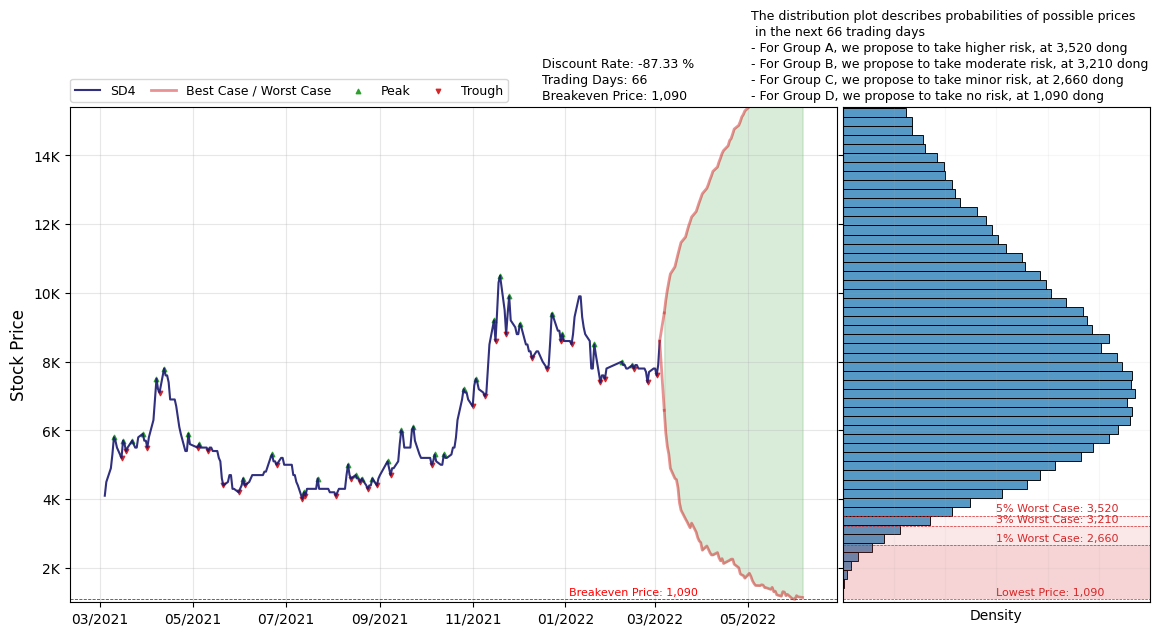 The distribution plot describes probabilities of possible prices
in the next 66 trading days
- For Group A, we propose to take higher risk, at 3,520 dong
- For Group B, we propose to take moderate risk, at 3,210 dong
- For Group C, we propose to take minor risk, at 2,660 dong
- For Group D, we propose to take no risk, at 1,090 dong
Discount Rate: -87.33 %
Trading Days: 66
Breakeven Price: 1,090
SD4 Best Case / Worst Case Peak Trough
Stock Price
14K
12K
10K
8K
6K
4K
2K
5% Worst Case: 3,520
3% Worst Case: 3,210
1% Worst Case: 2,660
Breakeven Price: 1,090
Lowest Price: 1,090
03/2021 05/2021 07/2021 09/2021 11/2021 01/2022 03/2022 05/2022
Density